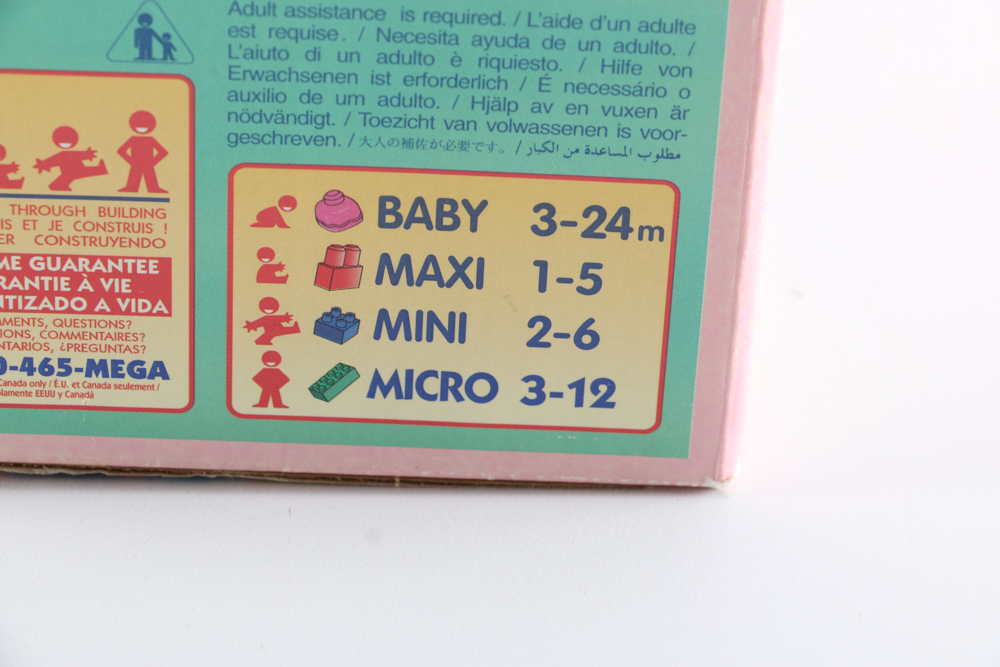 Adult assistance is required. / L'aide d'un adulte
est requise. / Necesita ayuda de un adulto. /
L'aiuto di un adulto è riquiesto. / Hilfe von
Erwachsenen ist erforderlich / É necessário o
auxilio de um adulto. / Hjälp av en vuxen är
nödvändigt. / Toezicht van volwassenen is voor-
geschreven. / 大人の補佐が必要です。 / مطلوب المساعدة من الكبار
THROUGH BUILDING
IS ET JE CONSTRUIS !
ER CONSTRUYENDO
ME GUARANTEE
RANTIE À VIE
NTIZADO A VIDA
MENTS, QUESTIONS?
IONS, COMMENTAIRES?
NTARIOS, ¿PREGUNTAS?
0-465-MEGA
Canada only / É.U. et Canada seulement /
lamente EEUU y Canadá
BABY 3-24m
MAXI 1-5
MINI 2-6
MICRO 3-12